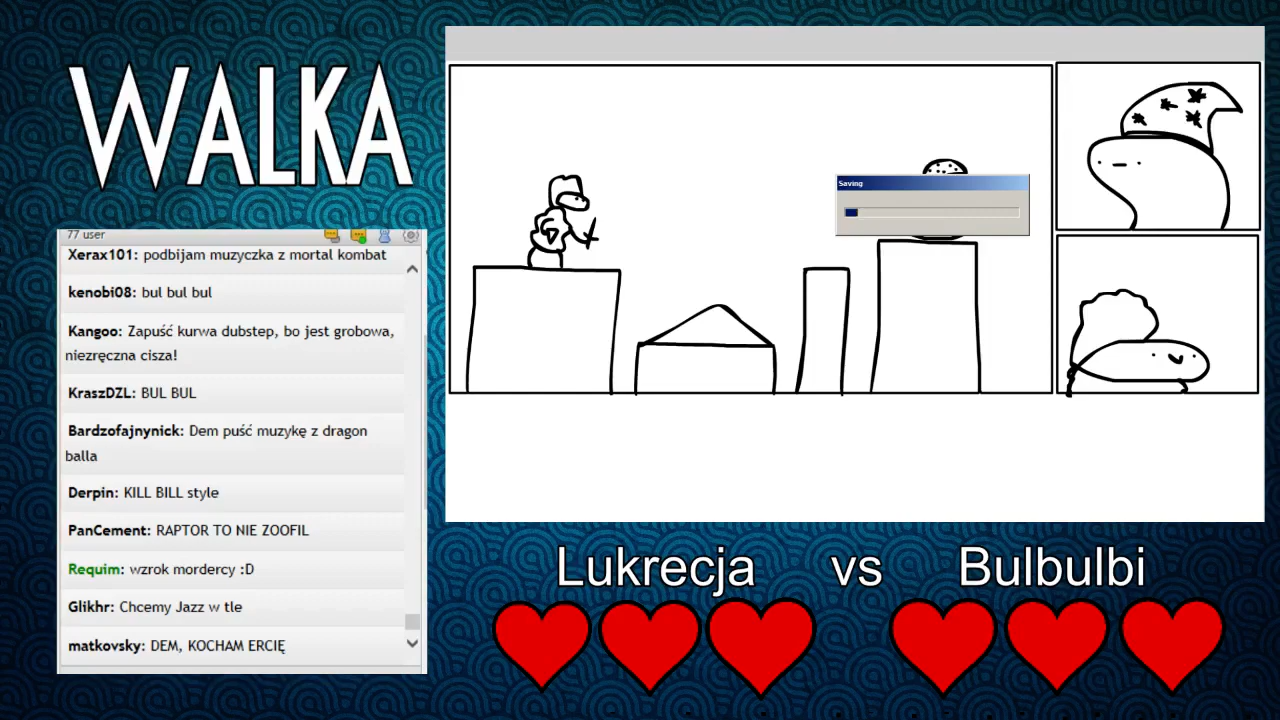 WALKA
77 user
Xerax101: podbijam muzyczka z mortal kombat
kenobi08: bul bul bul
Kangoo: Zapuść kurwa dubstep, bo jest grobowa,
niezręczna cisza!
KraszDZL: BUL BUL
Bardzofajnynick: Dem puść muzykę z dragon
balla
Derpin: KILL BILL style
PanCement: RAPTOR TO NIE ZOOFIL
Requim: wzrok mordercy :D
Glikhr: Chcemy Jazz w tle
matkovsky: DEM, KOCHAM ERCIĘ
Saving
Lukrecja vs Bulbulbi